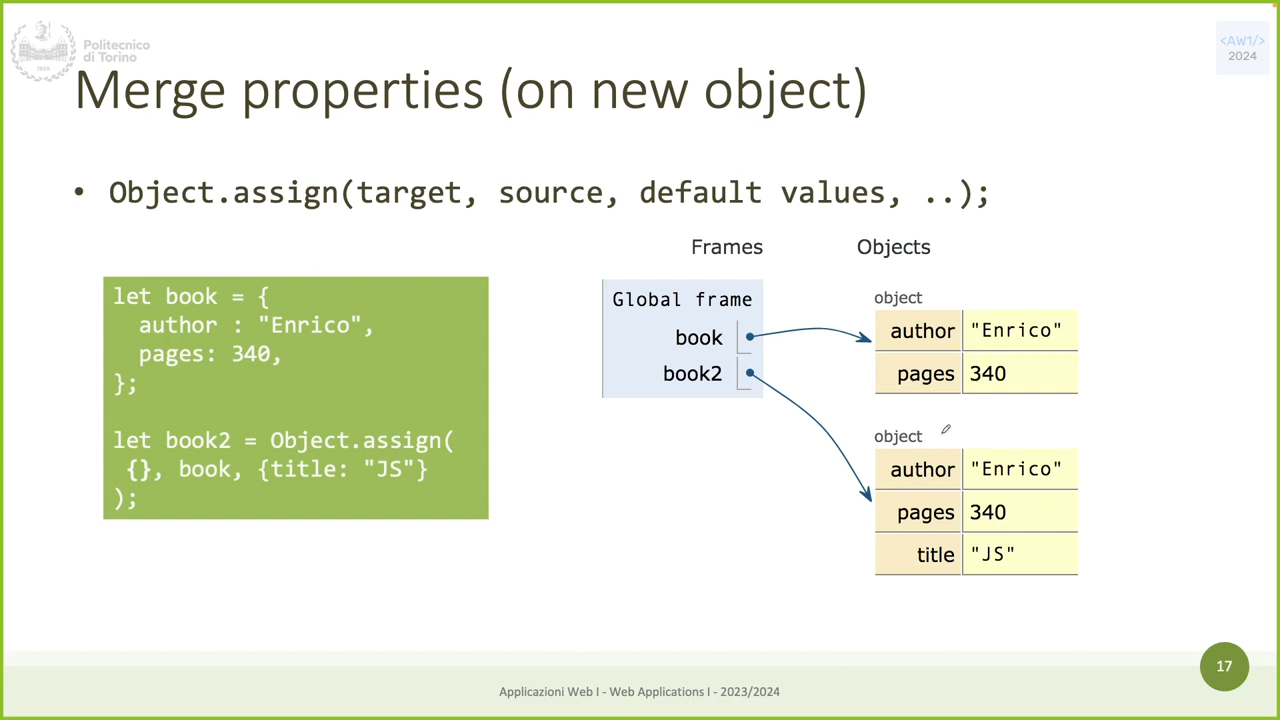 Politecnico
di Torino
1859
<AW1/>
2024
Merge properties (on new object)
• Object.assign(target, source, default values, ..);
let book = {
author : "Enrico",
pages: 340,
};
let book2 = Object.assign(
{}, book, {title: "JS"}
);
Frames
Objects
Global frame
book
book2
object
author "Enrico"
pages 340
object
author "Enrico"
pages 340
title "JS"
17
Applicazioni Web I - Web Applications I - 2023/2024